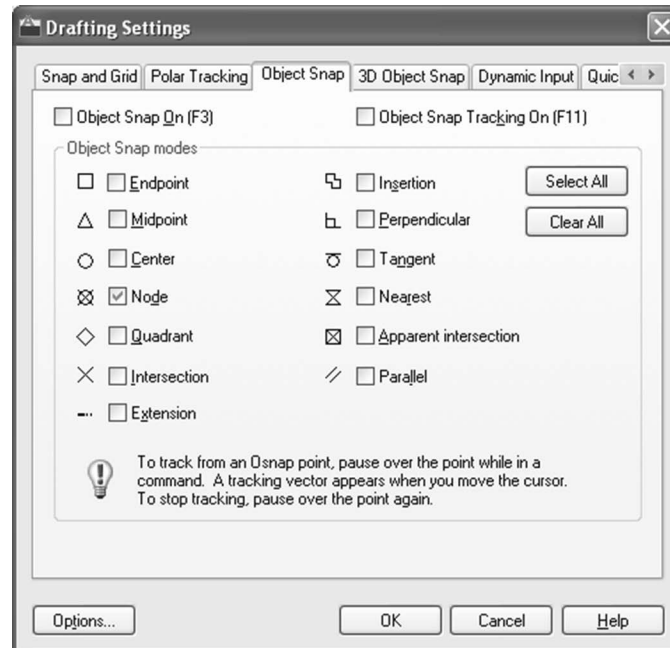 Drafting Settings
Snap and Grid Polar Tracking Object Snap 3D Object Snap Dynamic Input Quic
Object Snap On (F3) Object Snap Tracking On (F11)
Object Snap modes
Endpoint Insertion Select All
Midpoint Perpendicular Clear All
Center Tangent
Node Nearest
Quadrant Apparent intersection
Intersection Parallel
Extension
To track from an Osnap point, pause over the point while in a
command. A tracking vector appears when you move the cursor.
To stop tracking, pause over the point again.
Options... OK Cancel Help